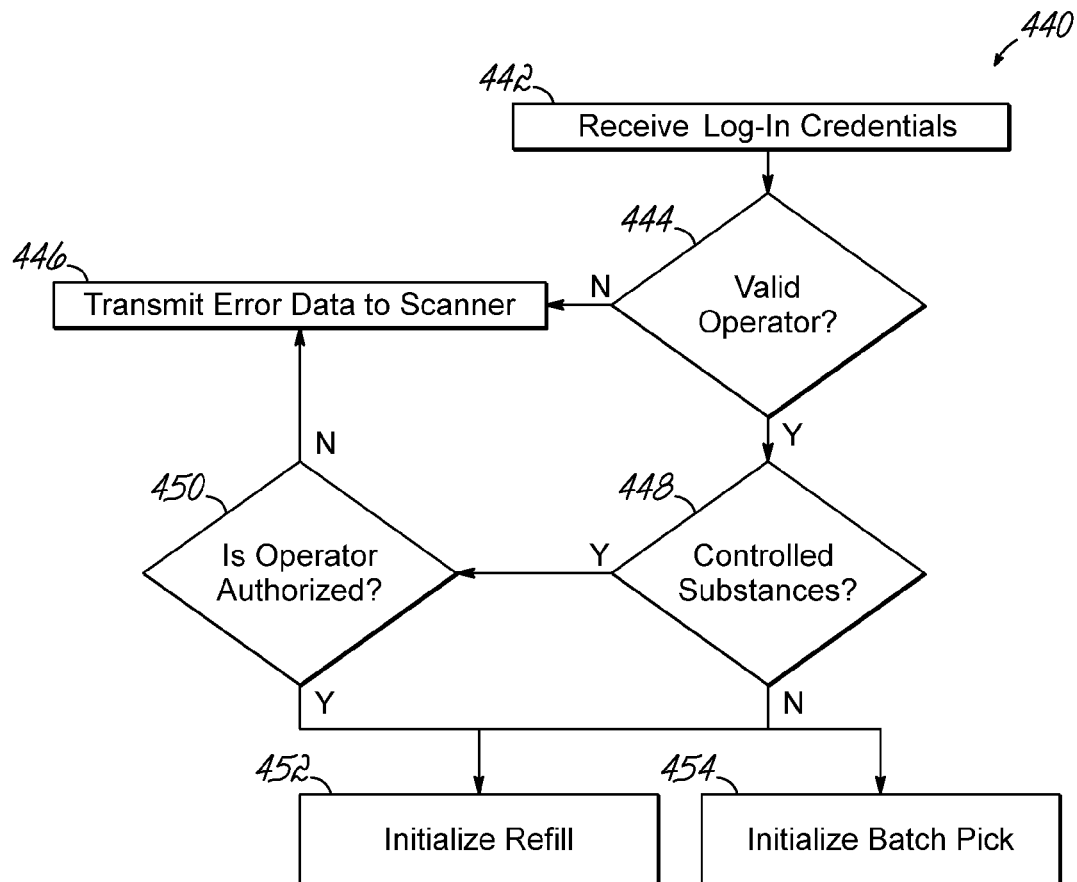 440
442
Receive Log-In Credentials
444
Valid
Operator?
N
446
Transmit Error Data to Scanner
Y
N
450
Is Operator
Authorized?
Y
448
Controlled
Substances?
Y
N
452
Initialize Refill
454
Initialize Batch Pick